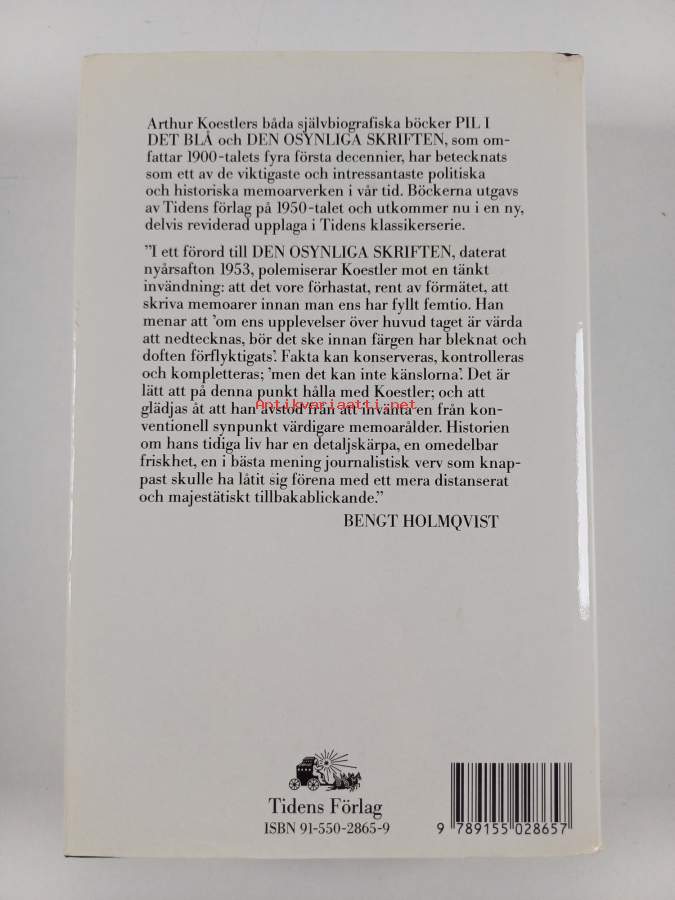 Arthur Koestlers båda självbiografiska böcker PIL I
DET BLÅ och DEN OSYNLIGA SKRIFTEN, som om-
fattar 1900-talets fyra första decennier, har betecknats
som ett av de viktigaste och intressantaste politiska
och historiska memoarverken i vår tid. Böckerna utgavs
av Tidens förlag på 1950-talet och utkommer nu i en ny,
delvis reviderad upplaga i Tidens klassikerserie.
”I ett förord till DEN OSYNLIGA SKRIFTEN, daterat
nyårsafton 1953, polemiserar Koestler mot en tänkt
invändning: att det vore förhastat, rent av förmätet, att
skriva memoarer innan man ens har fyllt femtio. Han
menar att ’om ens upplevelser över huvud taget är värda
att nedtecknas, bör det ske innan färgen har bleknat och
doften förflyktigats’. Fakta kan konserveras, kontrolleras
och kompletteras; ’men det kan inte känslorna’. Det är
lätt att på denna punkt hålla med Koestler; och att
glädjas åt att han avstod från att invänta en från kon-
ventionell synpunkt värdigare memoarålder. Historien
om hans tidiga liv har en detaljskärpa, en omedelbar
friskhet, en i bästa mening journalistisk verv som knap-
past skulle ha låtit sig förena med ett mera distanserat
och majestätiskt tillbakablickande.”
BENGT HOLMQVIST
Antikvariaatti.net
Tidens Förlag
ISBN 91-550-2865-9
9 789155 028657